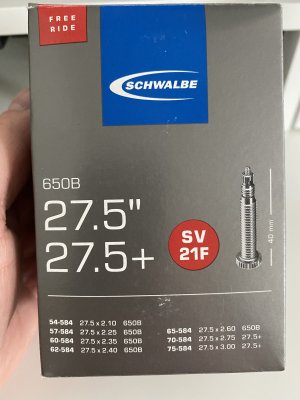 FREE
RIDE
SCHWALBE
650B
27.5"
27.5+
SV
21F
40 mm
54-584 27.5 x 2.10 650B
57-584 27.5 x 2.25 650B
60-584 27.5 x 2.35 650B
62-584 27.5 x 2.40 650B
65-584 27.5 x 2.60 650B
70-584 27.5 x 2.75 27.5+
75-584 27.5 x 3.00 27.5+